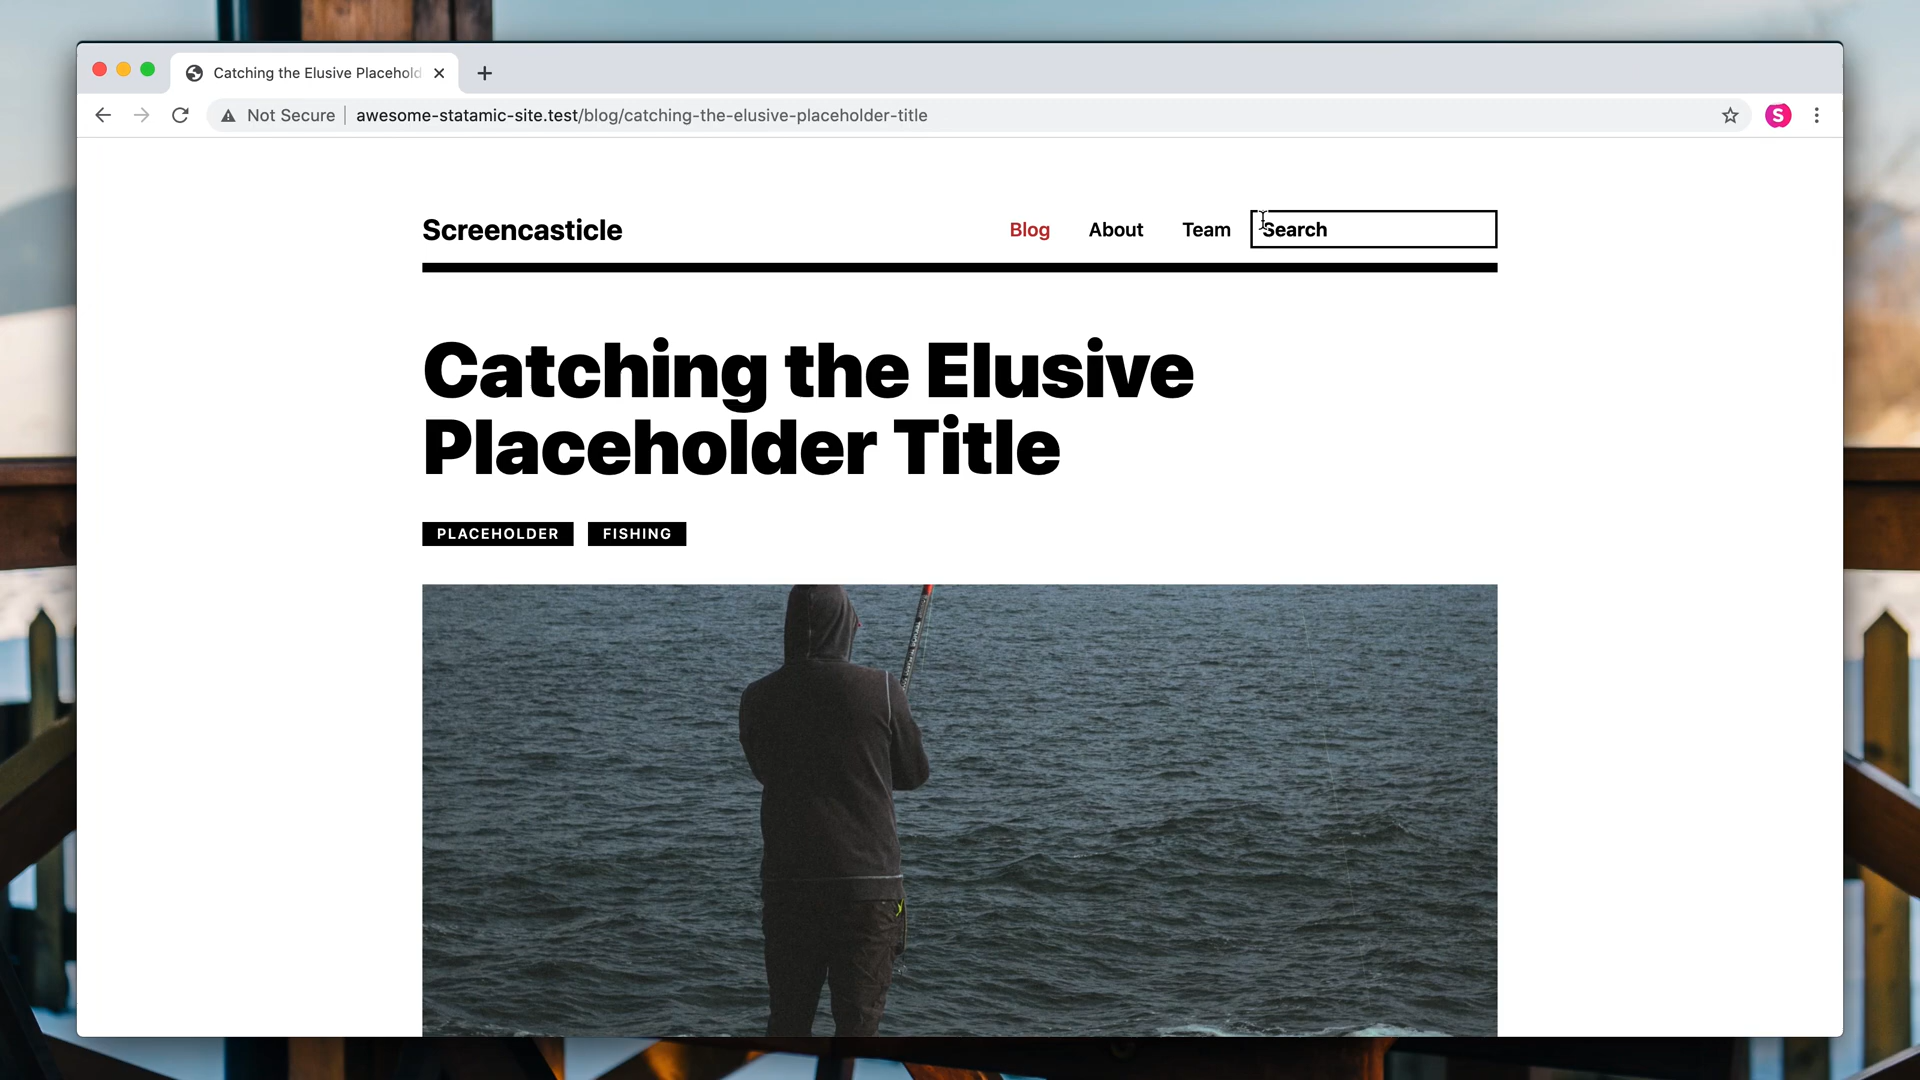 Catching the Elusive Placehold
Not Secure
awesome-statamic-site.test/blog/catching-the-elusive-placeholder-title
S
Screencasticle
Blog
About
Team
Search
Catching the Elusive
Placeholder Title
PLACEHOLDER
FISHING